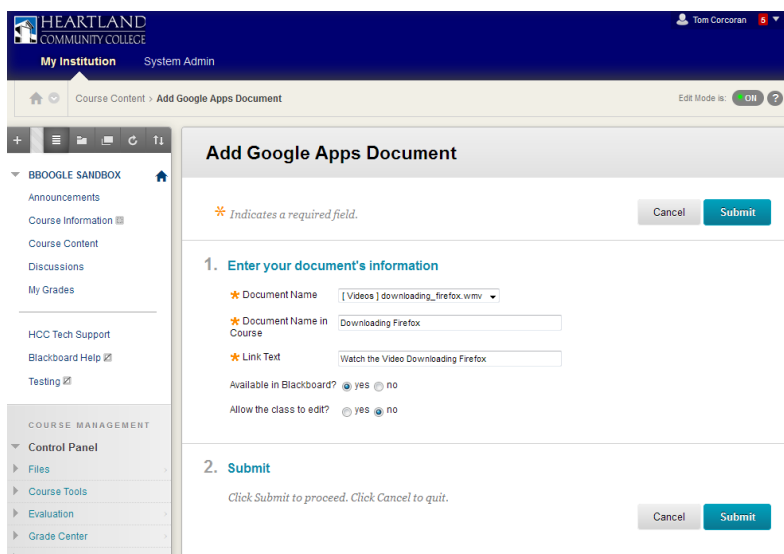 HEARTLAND
COMMUNITY COLLEGE
Tom Corcoran 6
My Institution System Admin
Course Content > Add Google Apps Document
Edit Mode is: ON ?
BBOOGLE SANDBOX
Announcements
Course Information
Course Content
Discussions
My Grades
HCC Tech Support
Blackboard Help
Testing
COURSE MANAGEMENT
Control Panel
Files
Course Tools
Evaluation
Grade Center
Add Google Apps Document
Indicates a required field.
Cancel Submit
1. Enter your document's information
Document Name [ Videos ] downloading_firefox.wmv
Document Name in
Course
Downloading Firefox
Link Text Watch the Video Downloading Firefox
Available in Blackboard? yes no
Allow the class to edit? yes no
2. Submit
Click Submit to proceed. Click Cancel to quit.
Cancel Submit